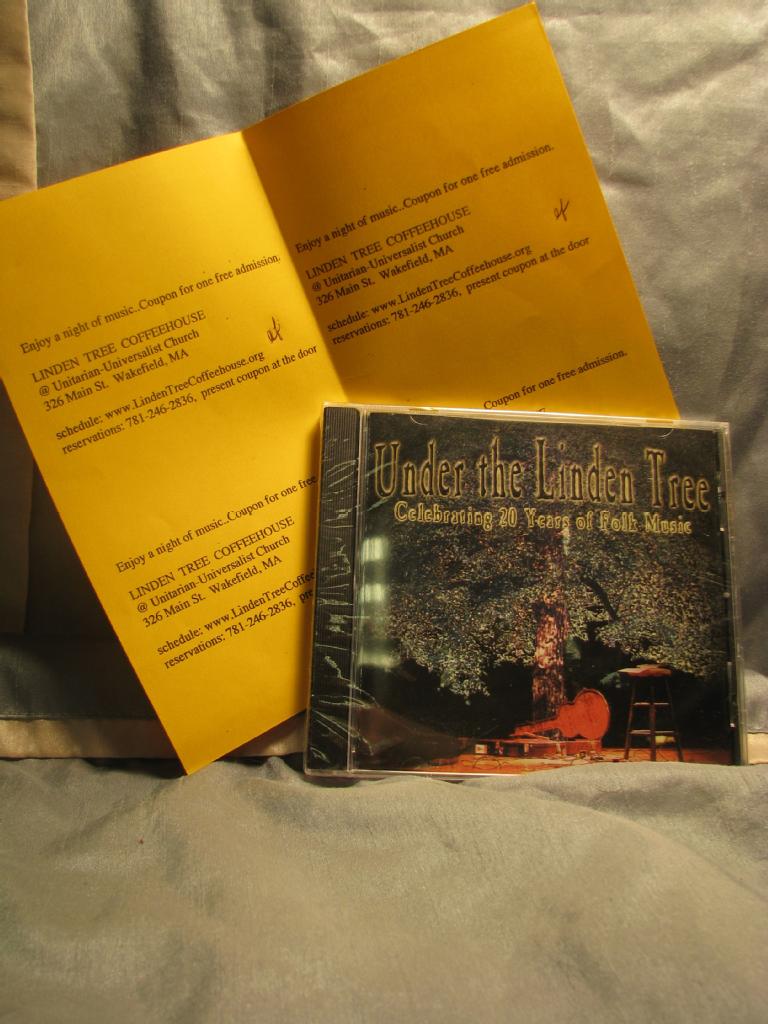 Enjoy a night of music..Coupon for one free admission.
LINDEN TREE COFFEEHOUSE
@ Unitarian-Universalist Church
326 Main St. Wakefield, MA
schedule: www.LindenTreeCoffeehouse.org
reservations: 781-246-2836, present coupon at the door
Enjoy a night of music..Coupon for one free admission.
LINDEN TREE COFFEEHOUSE
@ Unitarian-Universalist Church
326 Main St. Wakefield, MA
schedule: www.LindenTreeCoffeehouse.org
reservations: 781-246-2836, present coupon at the door
Enjoy a night of music..Coupon for one free
LINDEN TREE COFFEEHOUSE
@ Unitarian-Universalist Church
326 Main St. Wakefield, MA
schedule: www.LindenTreeCoffe
reservations: 781-246-2836, pre
Coupon for one free admission.
Under the Linden Tree
Celebrating 20 Years of Folk Music